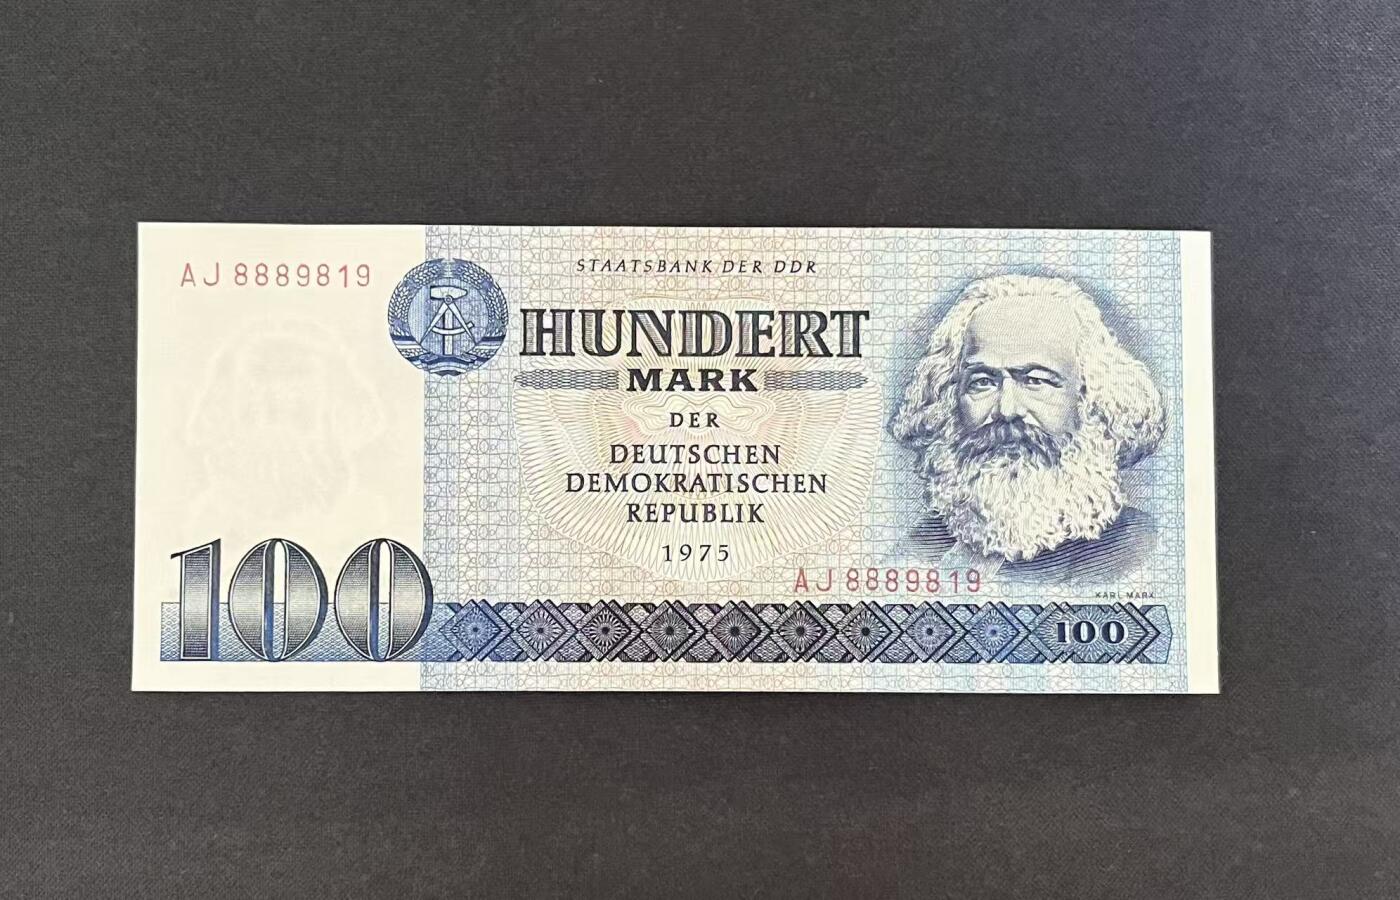 AJ 8889819
STAATSBANK DER DDR
HUNDERT
MARK
DER
DEUTSCHEN
DEMOKRATISCHEN
REPUBLIK
1975
AJ 8889819
KARL MARX
100
100